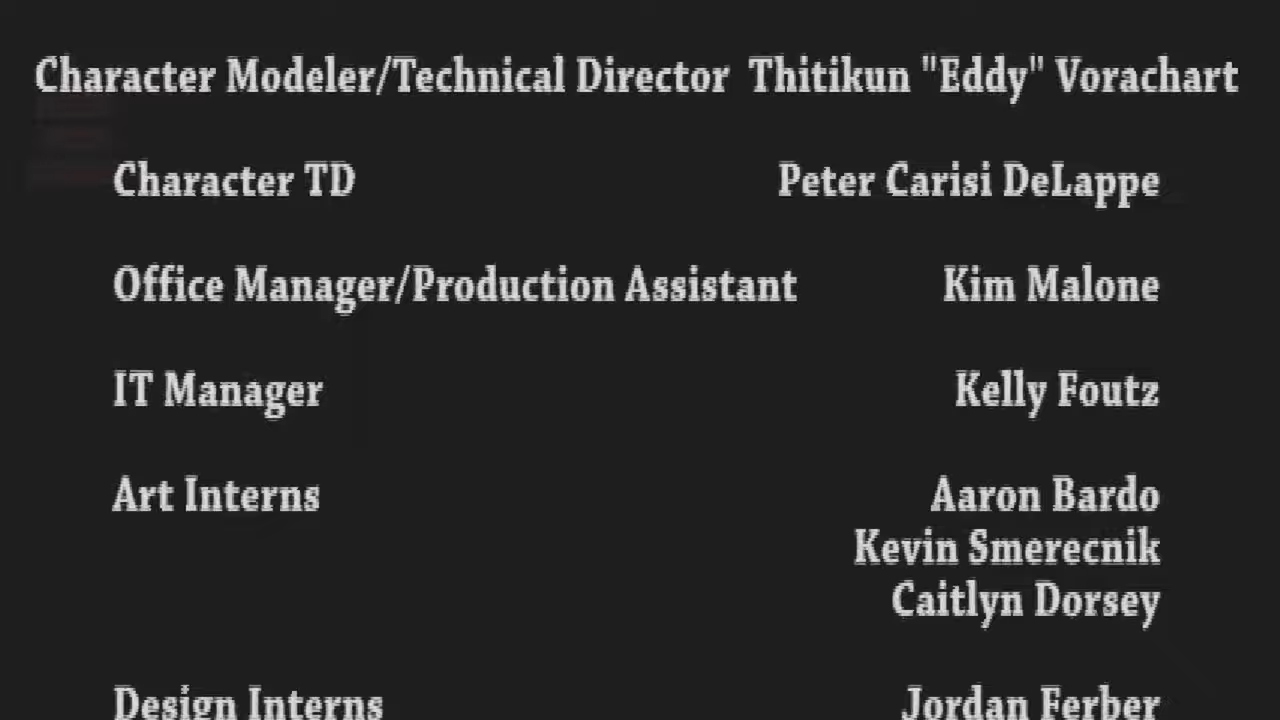 Character Modeler/Technical Director Thitikun "Eddy" Vorachart
Character TD Peter Carisi DeLappe
Office Manager/Production Assistant Kim Malone
IT Manager Kelly Foutz
Art Interns Aaron Bardo
Kevin Smerecnik
Caitlyn Dorsey
Design Interns Jordan Ferber